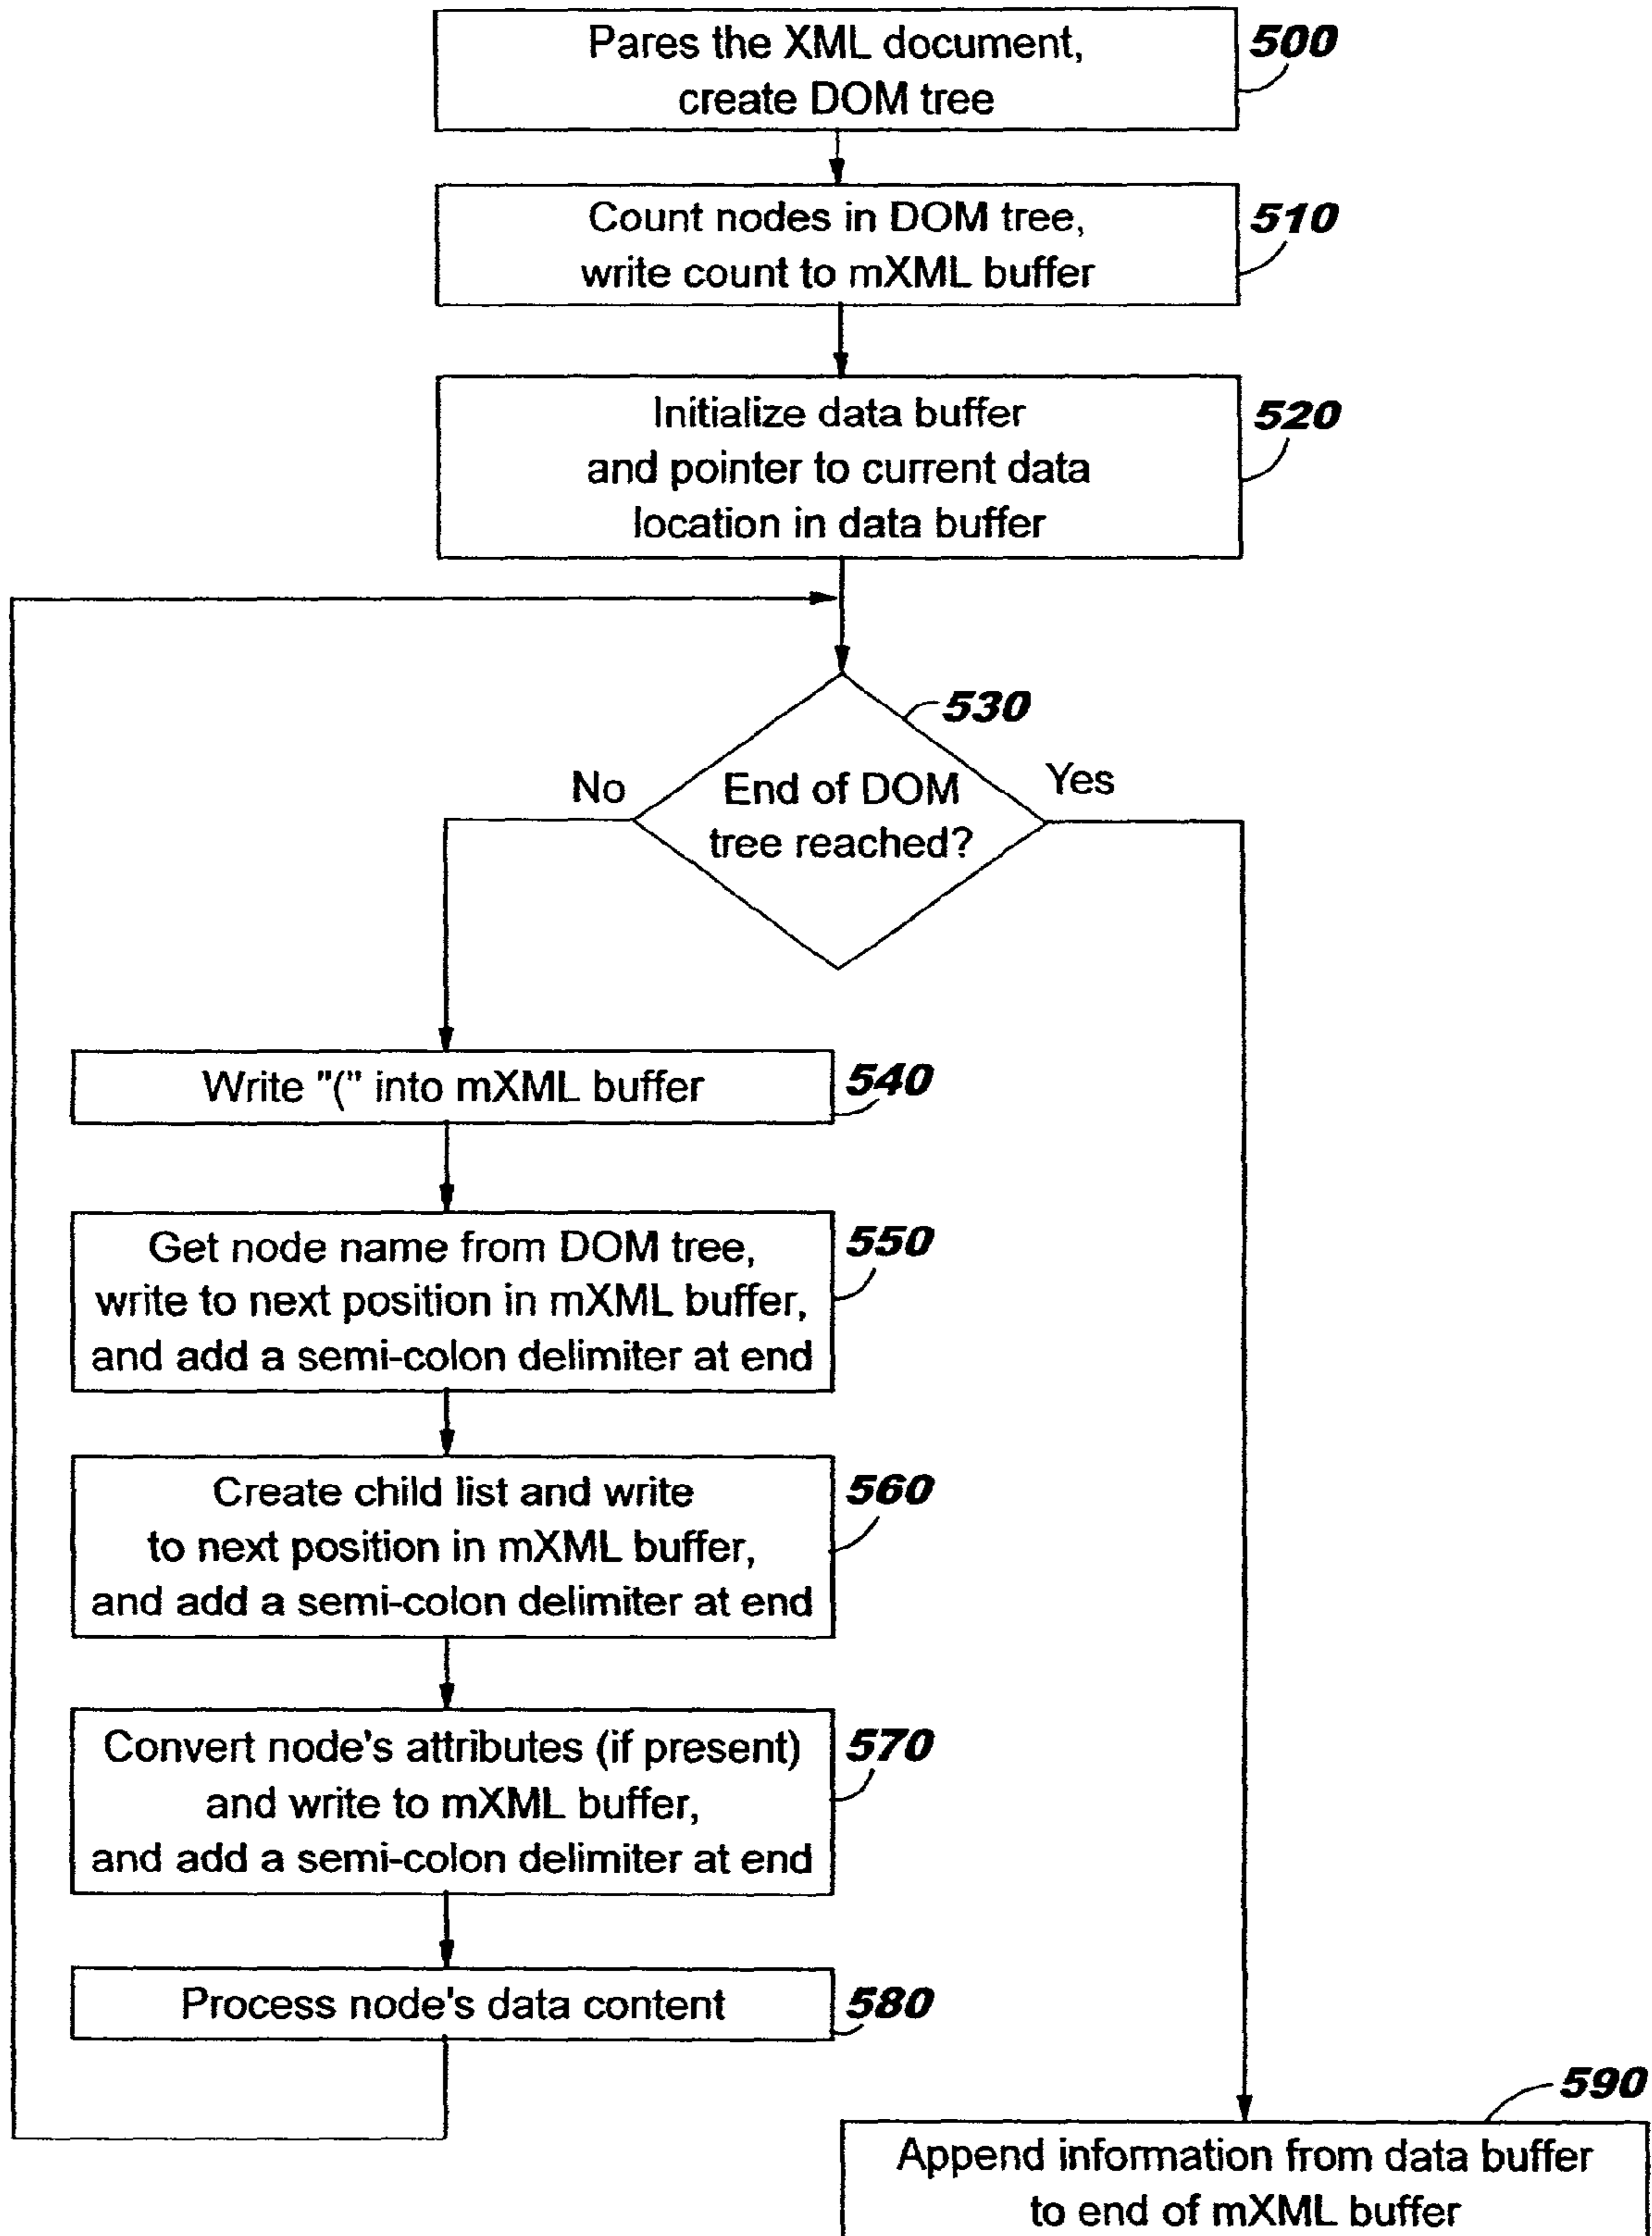 Pares the XML document,
create DOM tree
500
Count nodes in DOM tree,
write count to mXML buffer
510
Initialize data buffer
and pointer to current data
location in data buffer
520
530
No
End of DOM
tree reached?
Yes
Write "(" into mXML buffer
540
Get node name from DOM tree,
write to next position in mXML buffer,
and add a semi-colon delimiter at end
550
Create child list and write
to next position in mXML buffer,
and add a semi-colon delimiter at end
560
Convert node's attributes (if present)
and write to mXML buffer,
and add a semi-colon delimiter at end
570
Process node's data content
580
590
Append information from data buffer
to end of mXML buffer